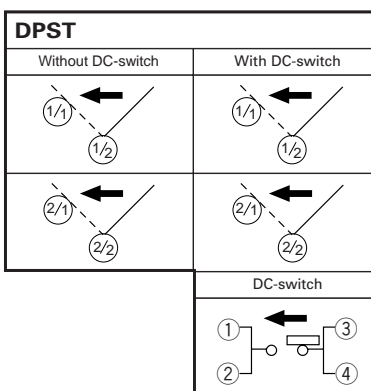 DPST
Without DC-switch With DC-switch
1/1 1/1
1/2 1/2
2/1 2/1
2/2 2/2
DC-switch
1 3
2 4